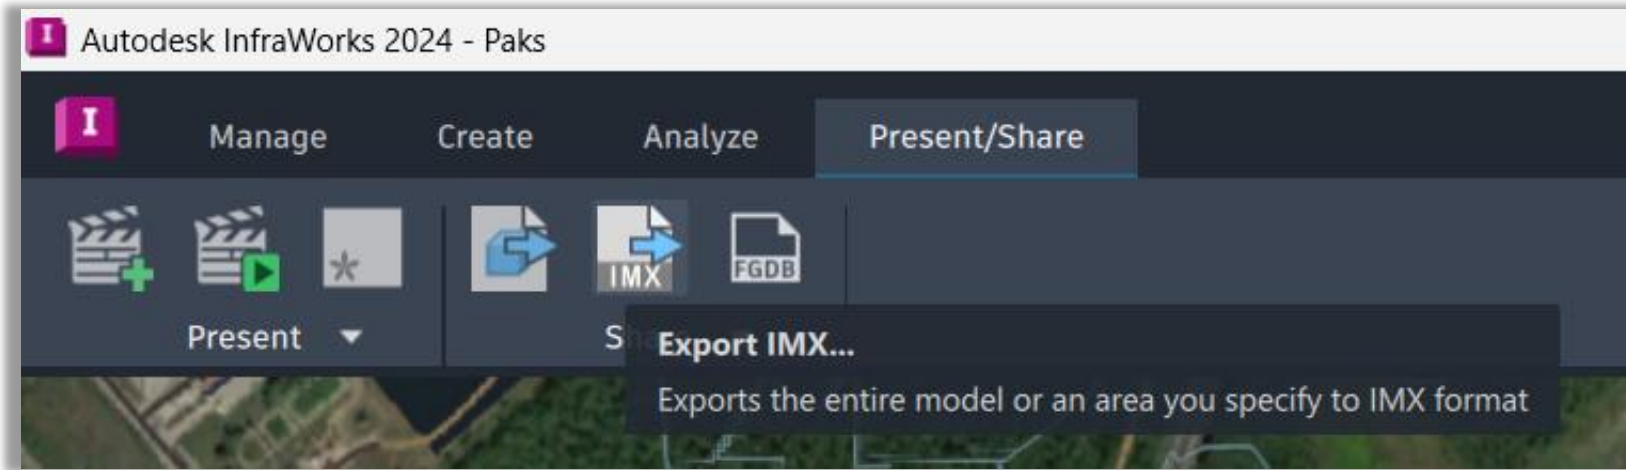 I Autodesk InfraWorks 2024 - Paks
I Manage Create Analyze Present/Share
IMX FGDB
Present
Export IMX...
Exports the entire model or an area you specify to IMX format